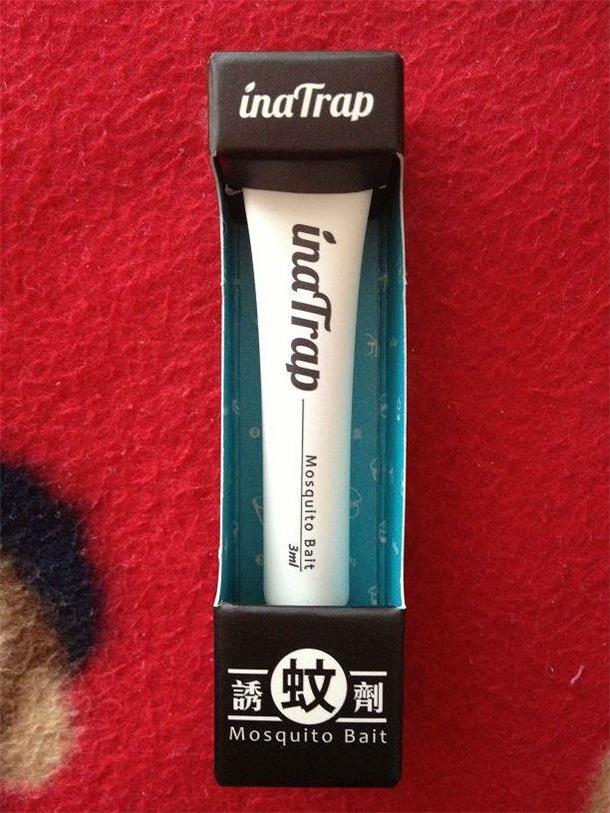 inaTrap
inaTrap
Mosquito Bait
3ml
誘蚊劑
Mosquito Bait